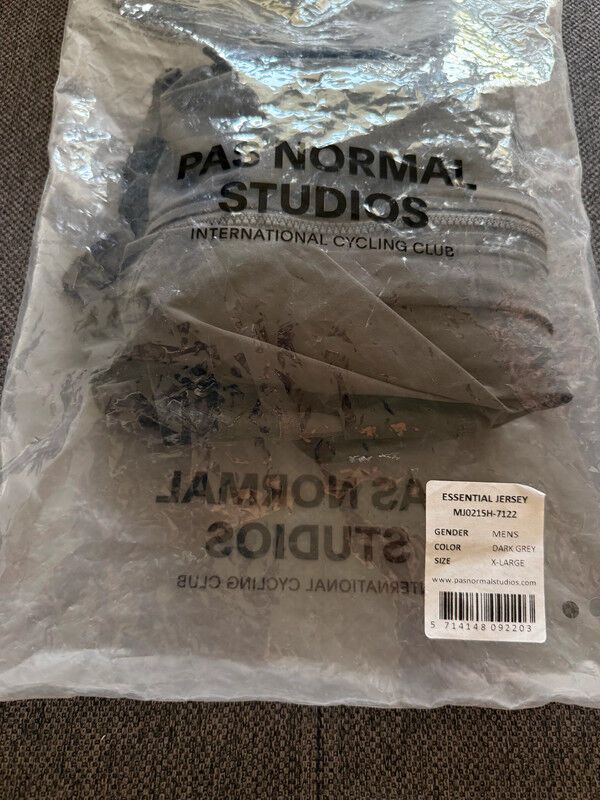 PAS NORMAL
STUDIOS
INTERNATIONAL CYCLING CLUB
PAS NORMAL
STUDIOS
INTERNATIONAL CYCLING CLUB
ESSENTIAL JERSEY
MJ0215H-7122
GENDER MENS
COLOR DARK GREY
SIZE X-LARGE
www.pasnormalstudios.com
5 714148 092203